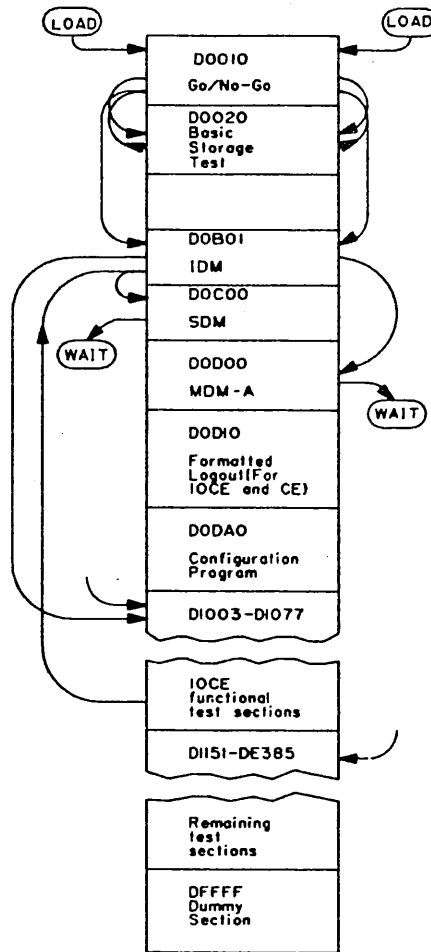 LOAD
LOAD
D0010
Go/No-Go
D0020
Basic
Storage
Test
D0B01
IDM
D0C00
SDM
WAIT
D0D00
MDM-A
WAIT
D0D10
Formatted
Logout(For
IOCE and CE)
D0DA0
Configuration
Program
D1003-D1077
IOCE
functional
test sections
D1151-DE385
Remaining
test
sections
DFFFF
Dummy
Section